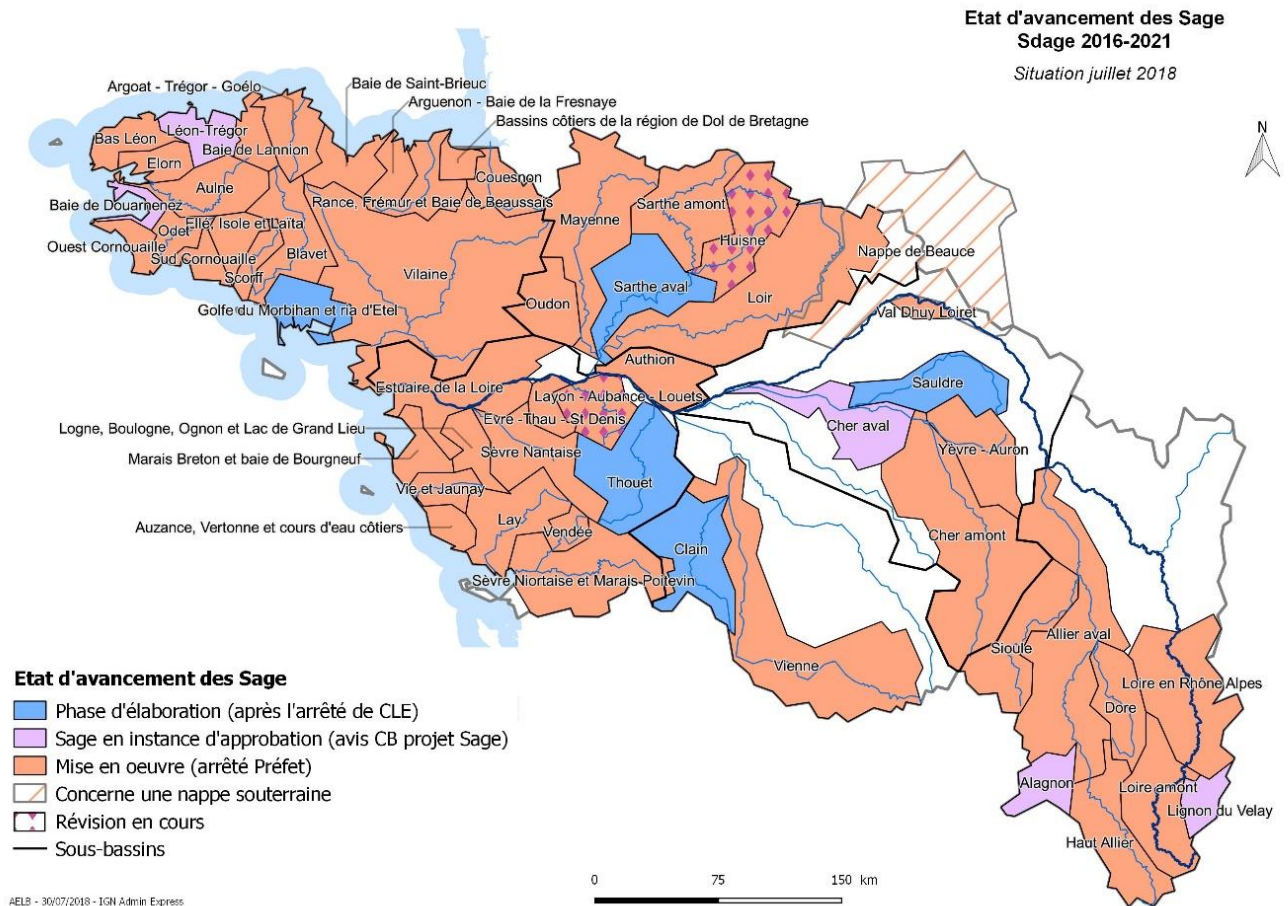 Etat d'avancement des Sage
Sdage 2016-2021
Situation juillet 2018
N
Argoat - Trégor - Goélo
Baie de Saint-Brieuc
Arguenon - Baie de la Fresnaye
Bassins côtiers de la région de Dol de Bretagne
Bas Léon
Léon-Trégor
Baie de Lannion
Elorn
Couesnon
Aulne
Rance, Frémur et Baie de Beaussais
Baie de Douarnenez
Mayenne
Sarthe amont
Huisne
Nappe de Beauce
Odet
Ellé, Isole et Laïta
Ouest Cornouaille
Sud Cornouaille
Blavet
Scorff
Vilaine
Sarthe aval
Loir
Oudon
Golfe du Morbihan et ria d'Etel
Val Dhuy Loiret
Authion
Estuaire de la Loire
Layon - Aubance - Louets
Sauldre
Evre - Thau - St Denis
Cher aval
Logne, Boulogne, Ognon et Lac de Grand Lieu
Sèvre Nantaise
Yèvre - Auron
Marais Breton et baie de Bourgneuf
Thouet
Vie et Jaunay
Auzance, Vertonne et cours d'eau côtiers
Lay
Vendée
Cher amont
Clain
Sèvre Niortaise et Marais Poitevin
Allier aval
Sioule
Vienne
Loire en Rhône Alpes
Dore
Alagnon
Loire amont
Lignon du Velay
Haut Allier
Etat d'avancement des Sage
Phase d'élaboration (après l'arrêté de CLE)
Sage en instance d'approbation (avis CB projet Sage)
Mise en oeuvre (arrêté Préfet)
Concerne une nappe souterraine
Révision en cours
Sous-bassins
0 75 150 km
AELB - 30/07/2018 - IGN Admin Express